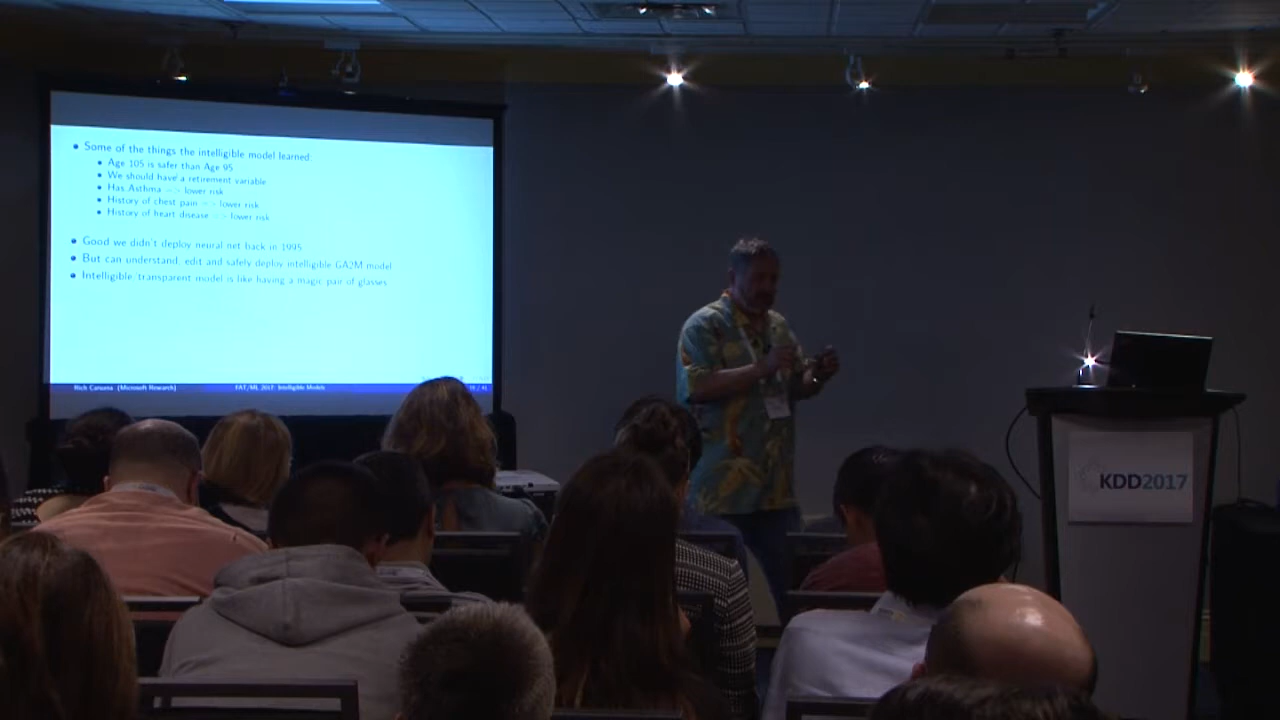 Some of the things the intelligible model learned:
Age 105 is safer than Age 95
We should have a retirement variable
Has Asthma => lower risk
History of chest pain => lower risk
History of heart disease => lower risk
Good we didn't deploy neural net back in 1995
But can understand, edit and safely deploy intelligible GA2M model
Intelligible/transparent model is like having a magic pair of glasses
Rich Caruana (Microsoft Research) FAT/ML 2017: Intelligible Models / 41
KDD2017